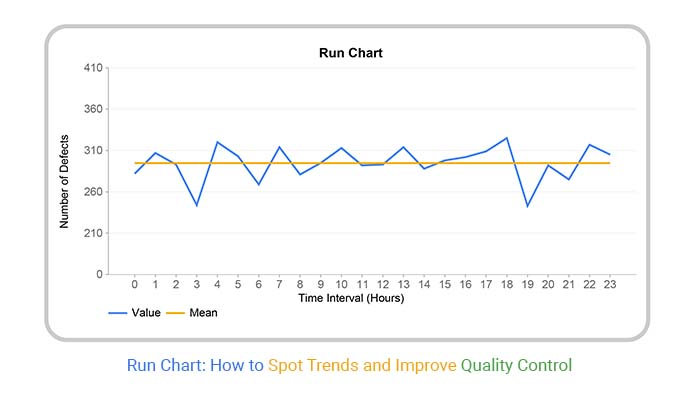 Run Chart
410
360
310
260
210
0
Number of Defects
0 1 2 3 4 5 6 7 8 9 10 11 12 13 14 15 16 17 18 19 20 21 22 23
Time Interval (Hours)
Value Mean
Run Chart: How to Spot Trends and Improve Quality Control